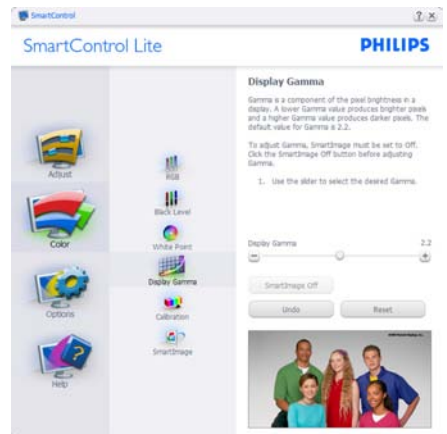 SmartControl
SmartControl Lite
PHILIPS
Adjust
Color
Options
Help
RGB
Black Level
White Point
Display Gamma
Calibration
SmartImage
Display Gamma
Gamma is a component of the pixel brightness in a
display. A lower Gamma value produces brighter pixels
and a higher Gamma value produces darker pixels. The
default value for Gamma is 2.2.
To adjust Gamma, SmartImage must be set to Off.
Click the SmartImage Off button before adjusting
Gamma.
1. Use the slider to select the desired Gamma.
Display Gamma 2.2
SmartImage Off
Undo Reset